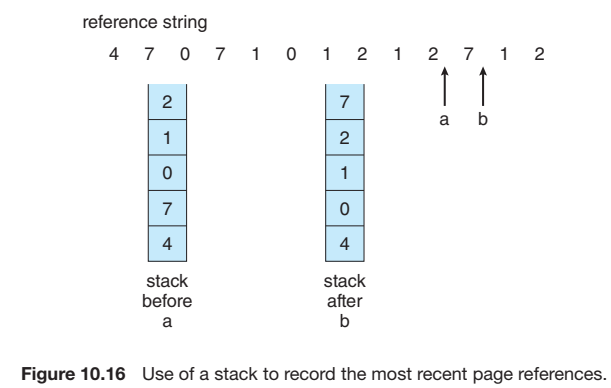 reference string
4 7 0 7 1 0 1 2 1 2 7 1 2
a b
2 7
1 2
0 1
7 0
4 4
stack stack
before after
a b
Figure 10.16 Use of a stack to record the most recent page references.